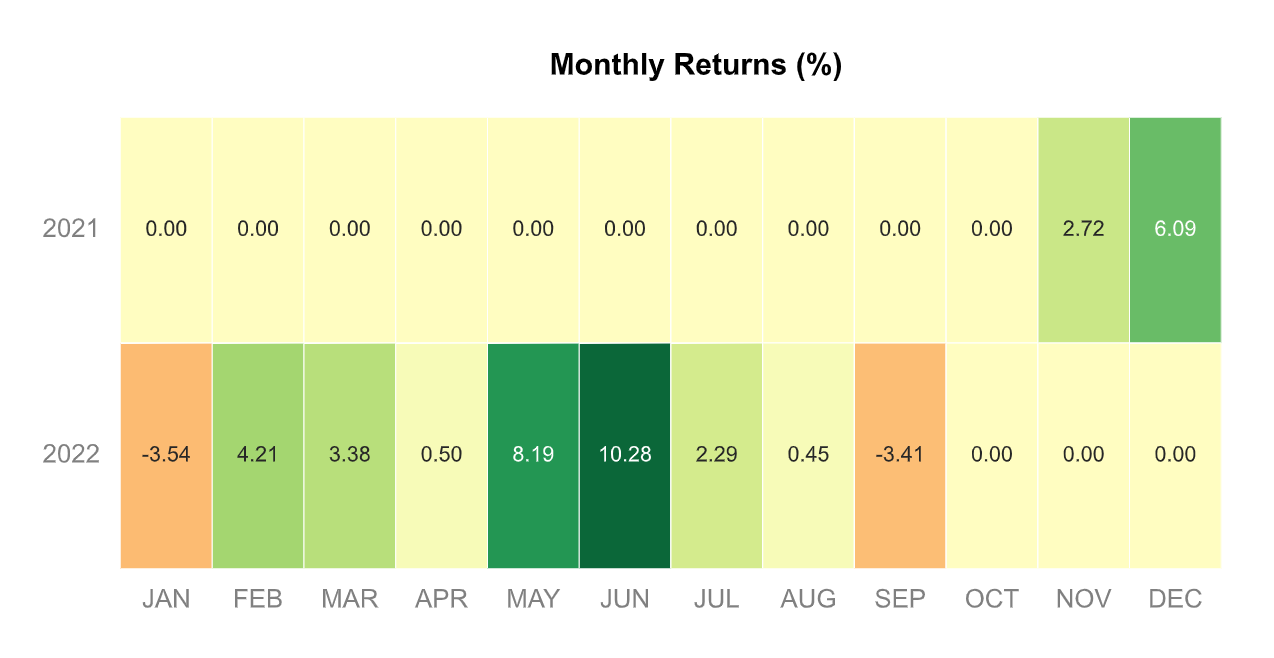 Monthly Returns (%)
2021 0.00 0.00 0.00 0.00 0.00 0.00 0.00 0.00 0.00 0.00 2.72 6.09
2022 -3.54 4.21 3.38 0.50 8.19 10.28 2.29 0.45 -3.41 0.00 0.00 0.00
JAN FEB MAR APR MAY JUN JUL AUG SEP OCT NOV DEC